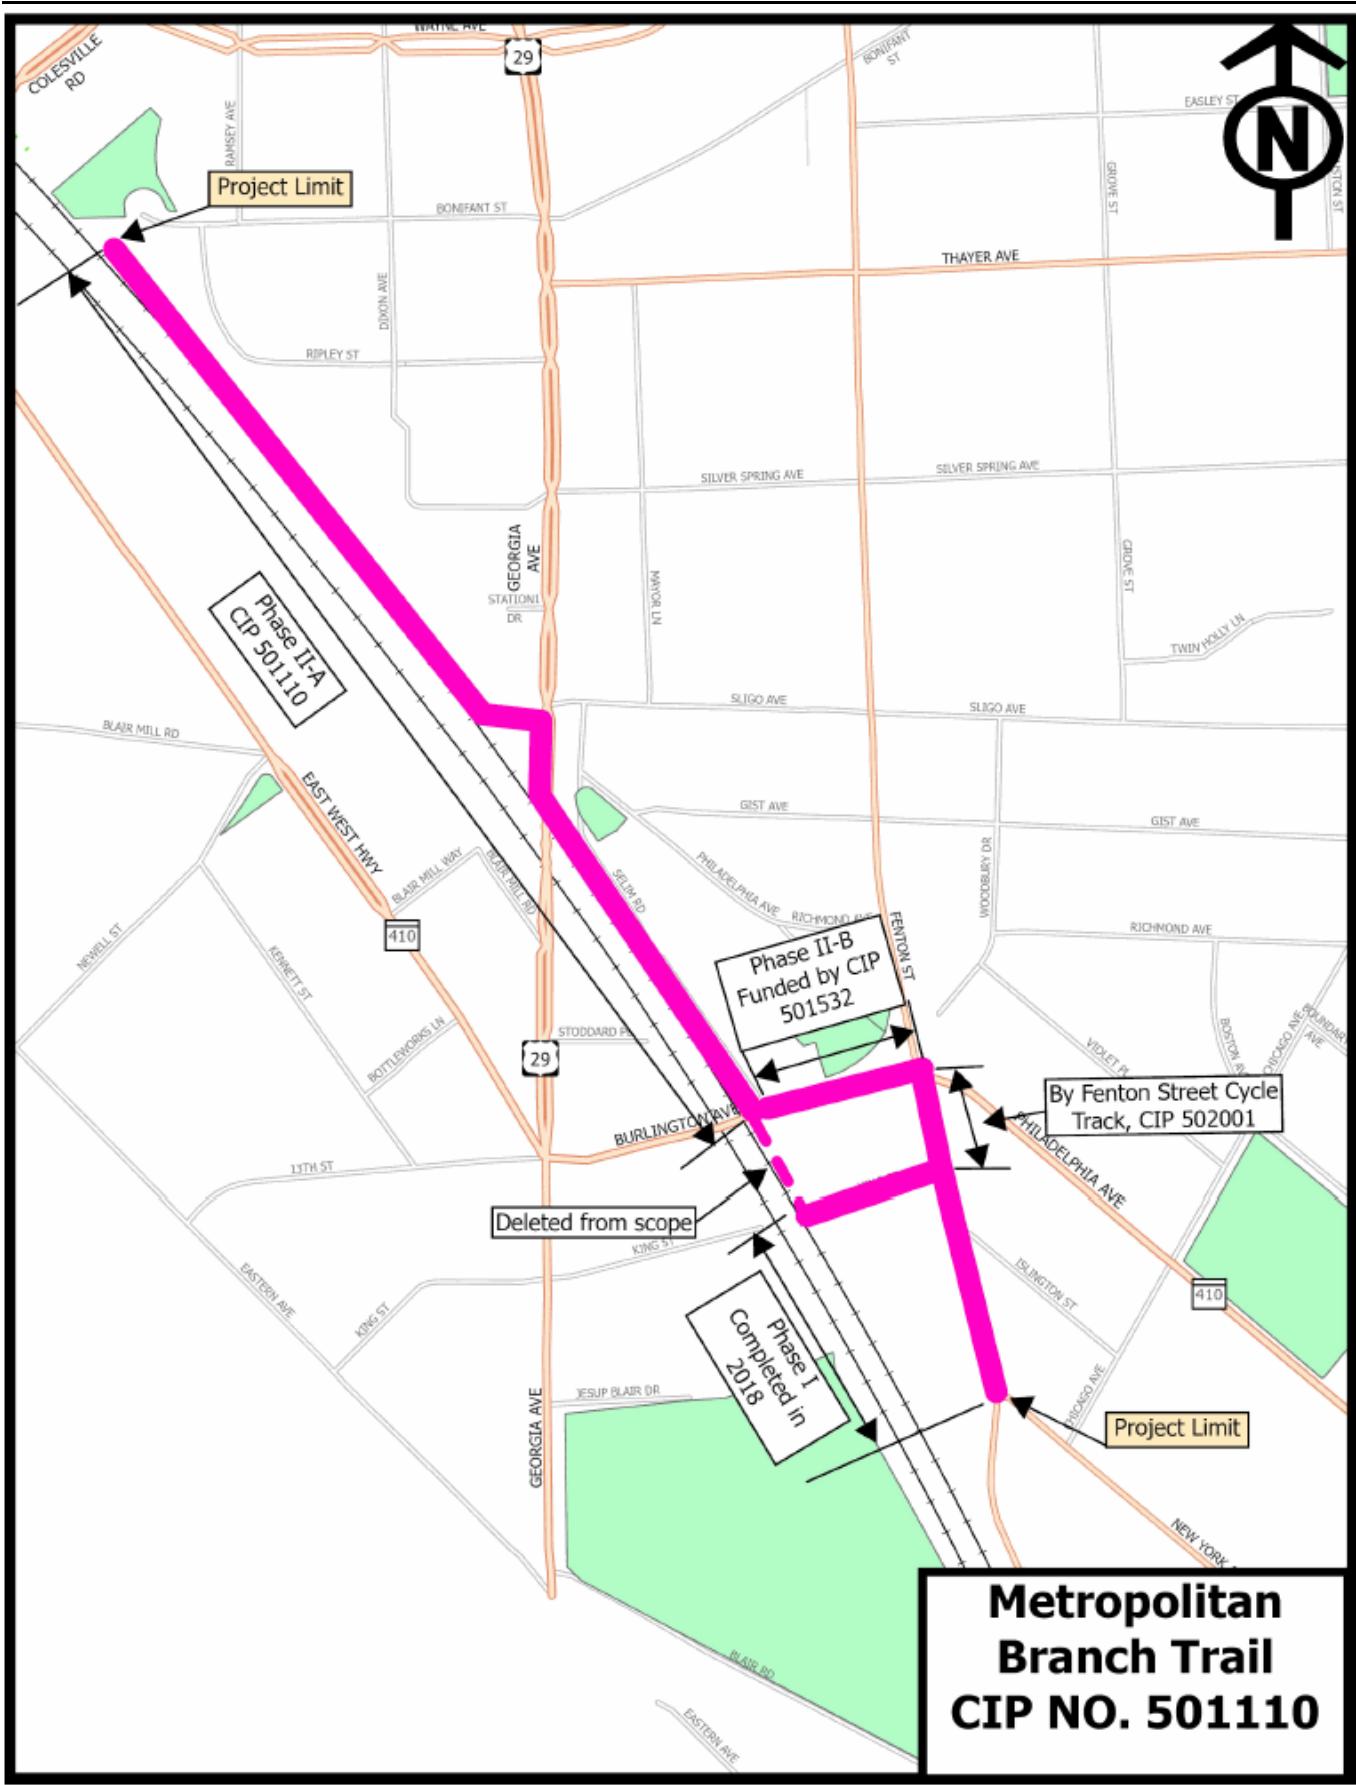 WAYNE AVE
COLESVILLE
RD
29
BONIFANT
ST
EASLEY ST
N
RAMSEY AVE
Project Limit
GROVE ST
BONIFANT ST
THAYER AVE
DIXON AVE
RIPLEY ST
SILVER SPRING AVE
SILVER SPRING AVE
GEORGIA
AVE
GROVE ST
MAYOR LN
STATION1
DR
Phase II-A
CIP 501110
TWIN HOLLY LN
SLIGO AVE
SLIGO AVE
BLAIR MILL RD
EAST WEST HWY
GIST AVE
GIST AVE
WOODBURY DR
BLAIR MILL WAY
BLAIR MILL RD
SELIM RD
PHILADELPHIA AVE
RICHMOND AVE
FENTON ST
RICHMOND AVE
410
NEWELL ST
KENNETT ST
Phase II-B
Funded by CIP
501532
BOTTLEWORKS LN
29
STODDARD PL
VIOLET PL
BOSTON AVE
CHICAGO AVE
BOUNDARY
AVE
By Fenton Street Cycle
Track, CIP 502001
BURLINGTON AVE
PHILADELPHIA AVE
13TH ST
Deleted from scope
KING ST
EASTERN AVE
KING ST
ISLINGTON ST
410
Phase I
Completed in
2018
JESUP BLAIR DR
GEORGIA AVE
CHICAGO AVE
Project Limit
NEW YORK
BLAIR RD
EASTERN AVE
Metropolitan
Branch Trail
CIP NO. 501110